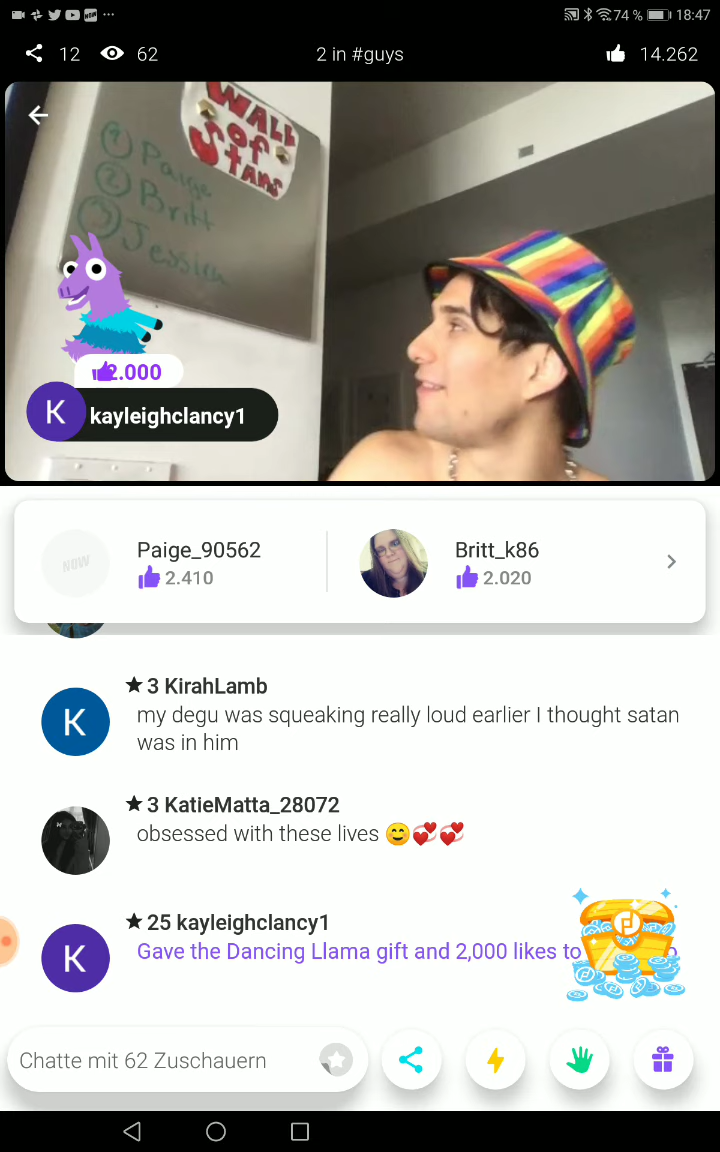 NOW
74 %
18:47
12
62
2 in #guys
14.262
WALL
OF
STARS
① Paige
② Britt
③ Jessica
2.000
K
kayleighclancy1
NOW
Paige_90562
2.410
Britt_k86
2.020
K
★ 3 KirahLamb
my degu was squeaking really loud earlier I thought satan
was in him
★ 3 KatieMatta_28072
obsessed with these lives 😊💞💞
K
★ 25 kayleighclancy1
Gave the Dancing Llama gift and 2,000 likes to
Chatte mit 62 Zuschauern